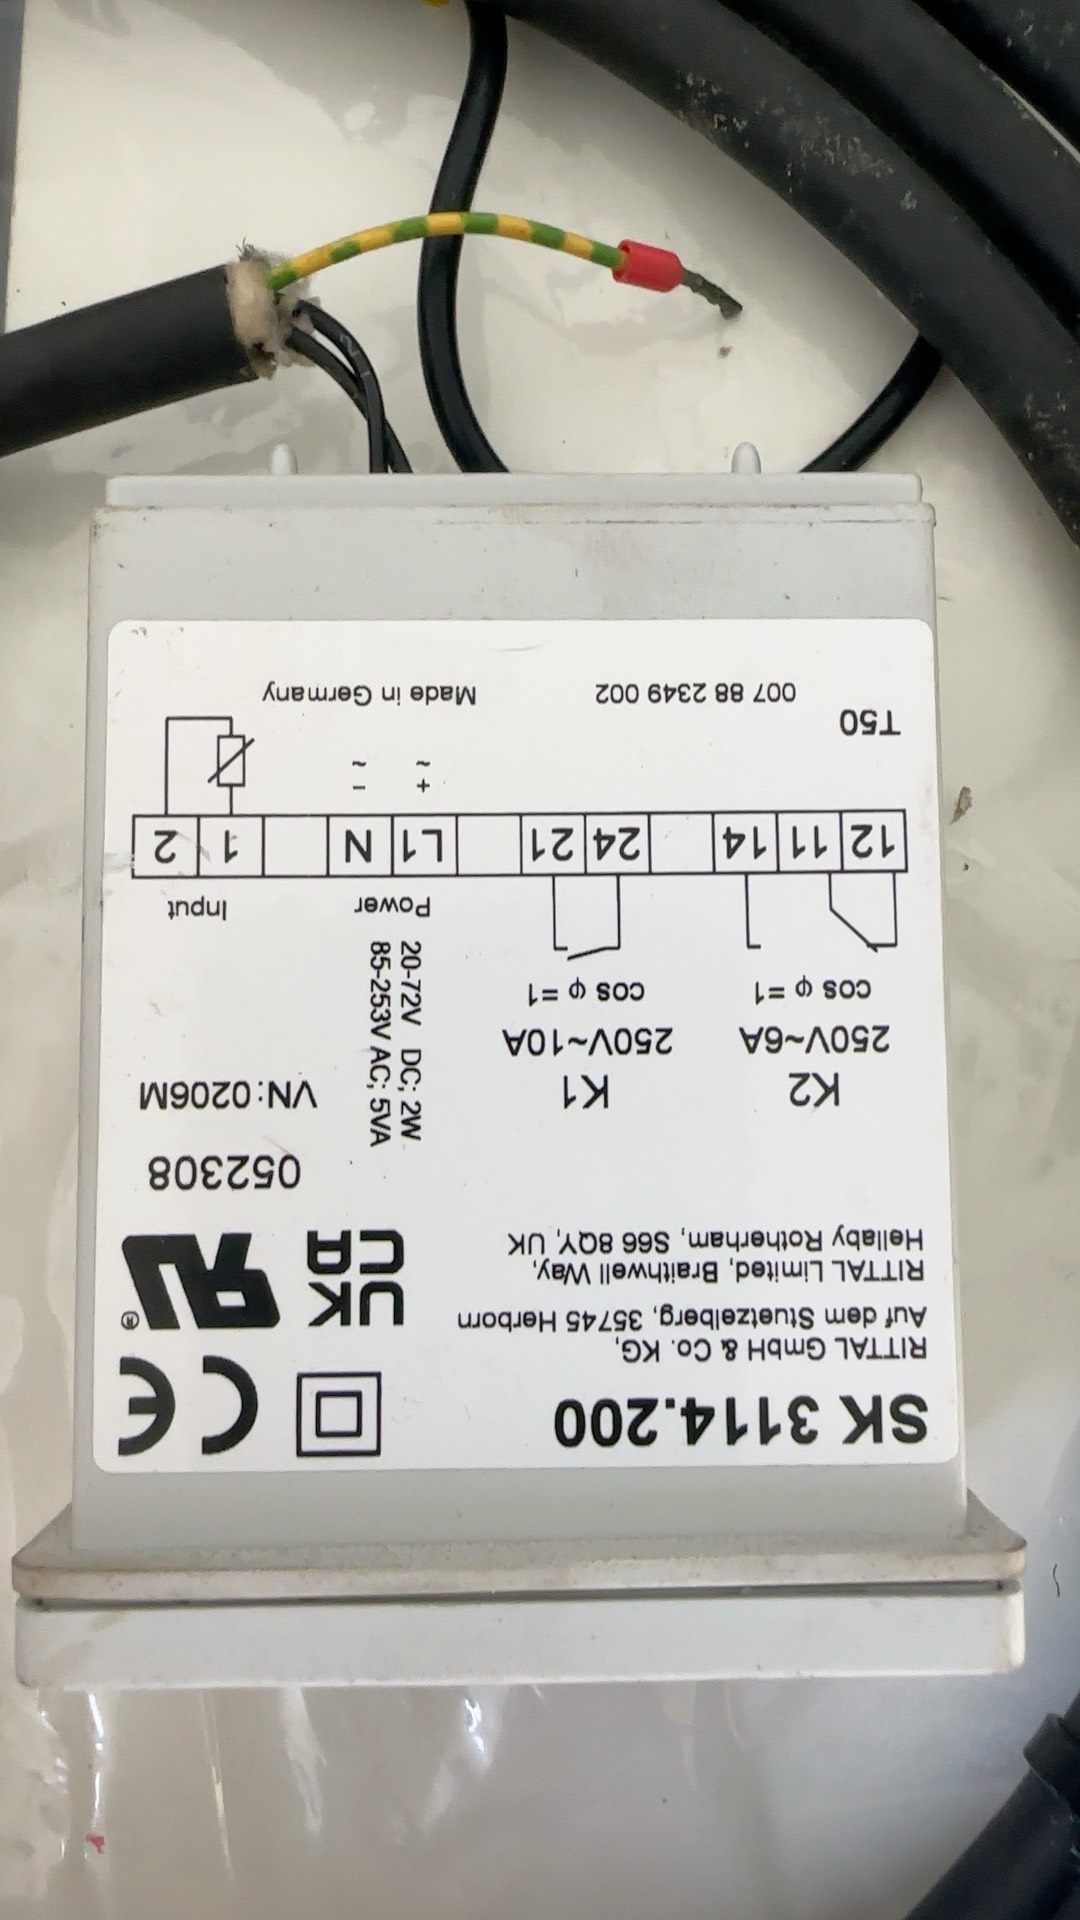 SK 3114.200
RITTAL GmbH & Co. KG,
Auf dem Stuetzelberg, 35745 Herborn
RITTAL Limited, Braithwell Way,
Hellaby Rotherham, S66 8QY, UK
CE
UK
CA
®
052308
VN:0206M
K2
250V~6A
cos φ =1
K1
250V~10A
cos φ =1
20-72V DC; 2W
85-253V AC; 5VA
Power
Input
12 11 14 24 21 L1 N 1 2
+ -
~ ~
T50
007 88 2349 002
Made in Germany